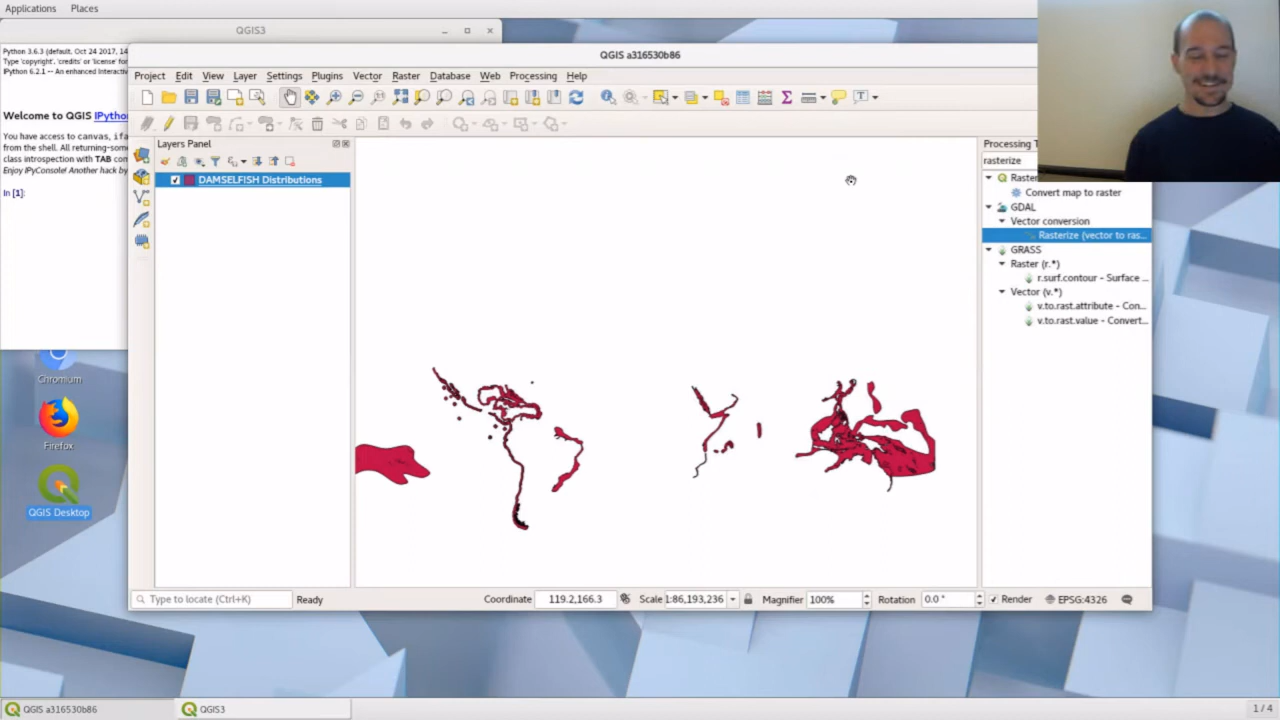 Applications Places
QGIS3
Python 3.6.3 (default, Oct 24 2017, 14
Type 'copyright', 'credits' or 'license' for
IPython 6.2.1 -- An enhanced Interactiv
Welcome to QGIS IPytho
You have access to canvas, ifa
from the shell. All returning-some
class introspection with TAB com
Enjoy IPyConsole! Another hack by
In [1]:
QGIS a316530b86
Project Edit View Layer Settings Plugins Vector Raster Database Web Processing Help
Layers Panel
DAMSELFISH Distributions
Processing T
rasterize
Raster
Convert map to raster
GDAL
Vector conversion
Rasterize (vector to ras...
GRASS
Raster (r.*)
r.surf.contour - Surface ...
Vector (v.*)
v.to.rast.attribute - Con...
v.to.rast.value - Convert...
Type to locate (Ctrl+K) Ready Coordinate 119.2,166.3 Scale 1:86,193,236 Magnifier 100% Rotation 0.0 ° Render EPSG:4326
Chromium
Firefox
QGIS Desktop
QGIS a316530b86 QGIS3 1 / 4